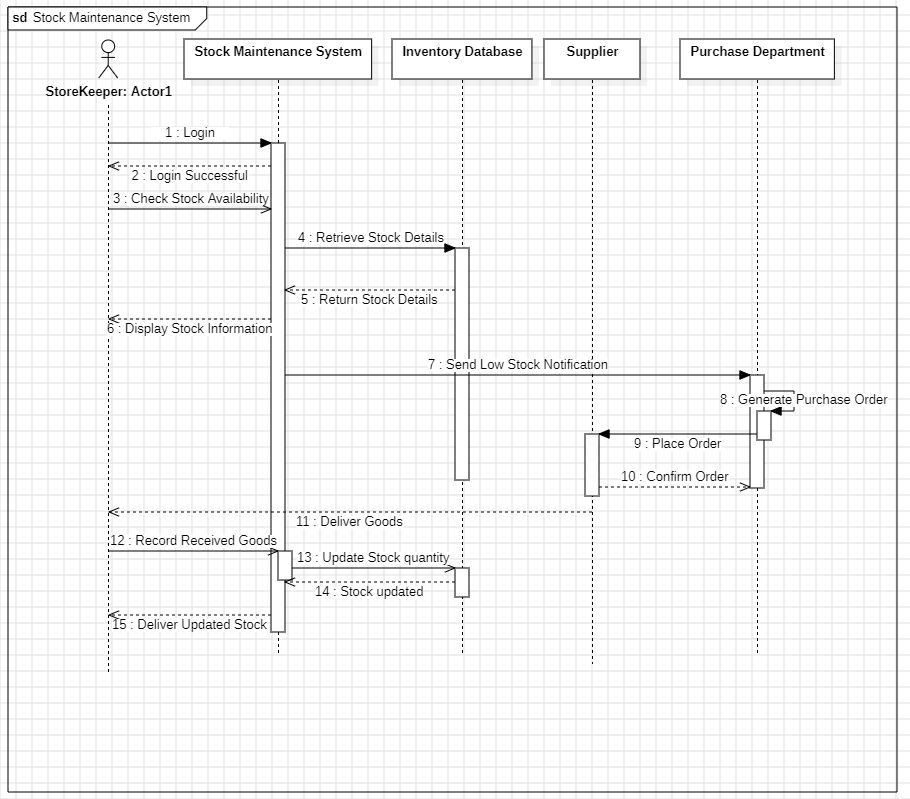 sd Stock Maintenance System
Stock Maintenance System
Inventory Database
Supplier
Purchase Department
StoreKeeper: Actor1
1 : Login
2 : Login Successful
3 : Check Stock Availability
4 : Retrieve Stock Details
5 : Return Stock Details
6 : Display Stock Information
7 : Send Low Stock Notification
8 : Generate Purchase Order
9 : Place Order
10 : Confirm Order
11 : Deliver Goods
12 : Record Received Goods
13 : Update Stock quantity
14 : Stock updated
15 : Deliver Updated Stock